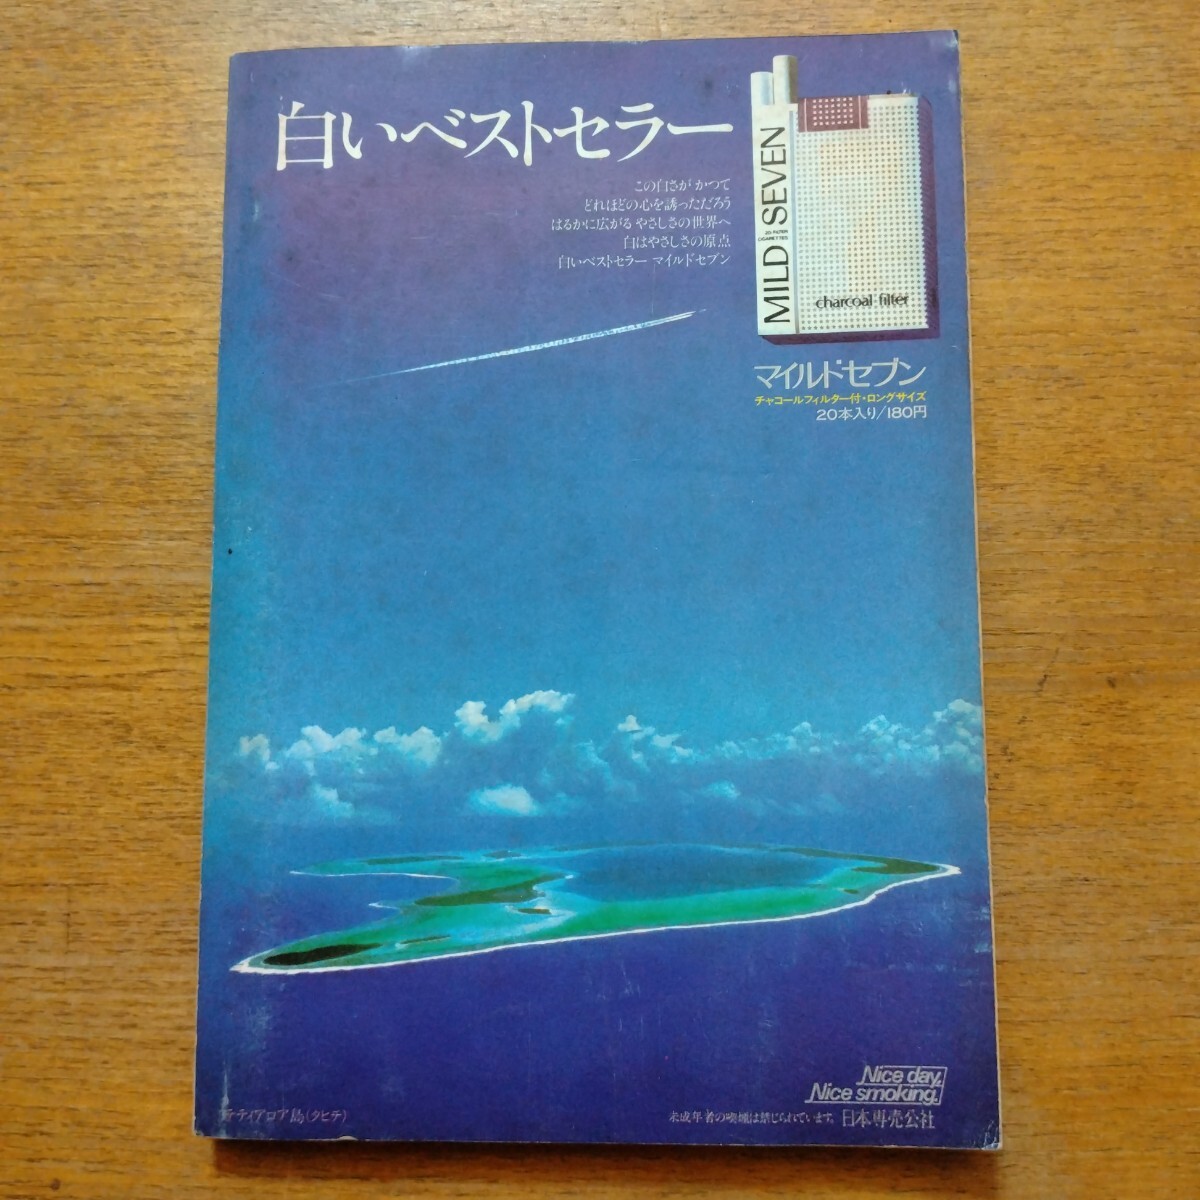 白いベストセラー
この白さが かつて
どれほどの心を誘っただろう
はるかに広がる やさしさの世界へ
白はやさしさの原点
白いベストセラー マイルドセブン
MILD SEVEN
20 FILTER
CIGARETTES
charcoal filter
マイルドセブン
チャコールフィルター付・ロングサイズ
20本入り/180円
Nice day,
Nice smoking.
テティアロア島(タヒチ)
未成年者の喫煙は禁じられています。日本専売公社